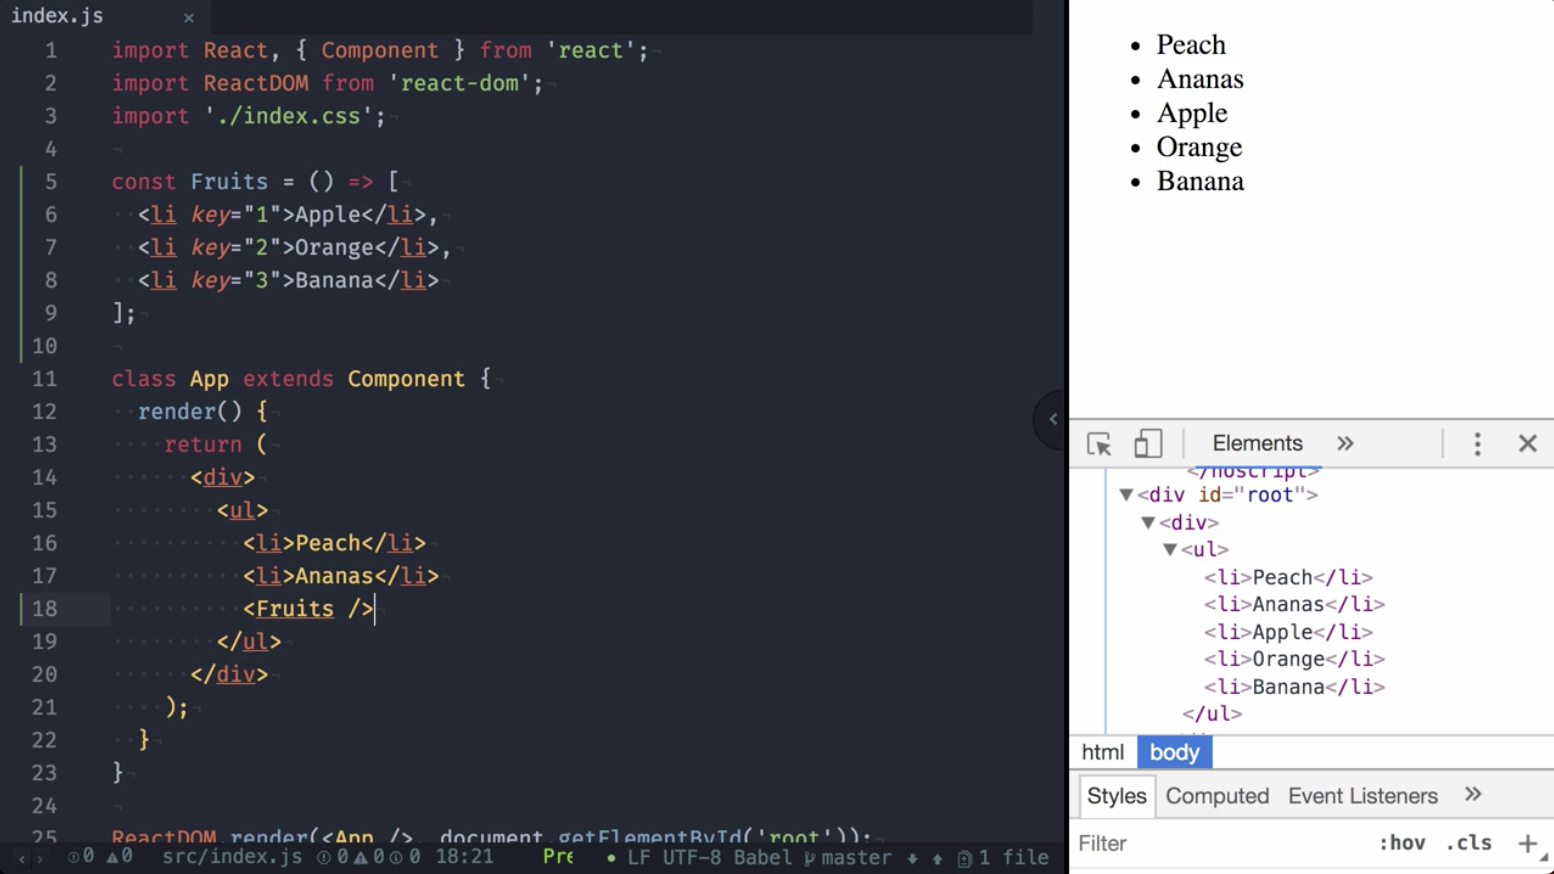 index.js ×
1 import React, { Component } from 'react';
2 import ReactDOM from 'react-dom';
3 import './index.css';
4
5 const Fruits = () => [
6 <li key="1">Apple</li>,
7 <li key="2">Orange</li>,
8 <li key="3">Banana</li>
9 ];
10
11 class App extends Component {
12 render() {
13 return (
14 <div>
15 <ul>
16 <li>Peach</li>
17 <li>Ananas</li>
18 <Fruits />
19 </ul>
20 </div>
21 );
22 }
23 }
24
25 ReactDOM.render(<App />, document.getElementById('root'));
0 0 src/index.js 0 0 0 18:21 Pre LF UTF-8 Babel master 1 file
• Peach
• Ananas
• Apple
• Orange
• Banana
Elements »
</noscript>
<div id="root">
<div>
<ul>
<li>Peach</li>
<li>Ananas</li>
<li>Apple</li>
<li>Orange</li>
<li>Banana</li>
</ul>
html body
Styles Computed Event Listeners »
Filter :hov .cls +